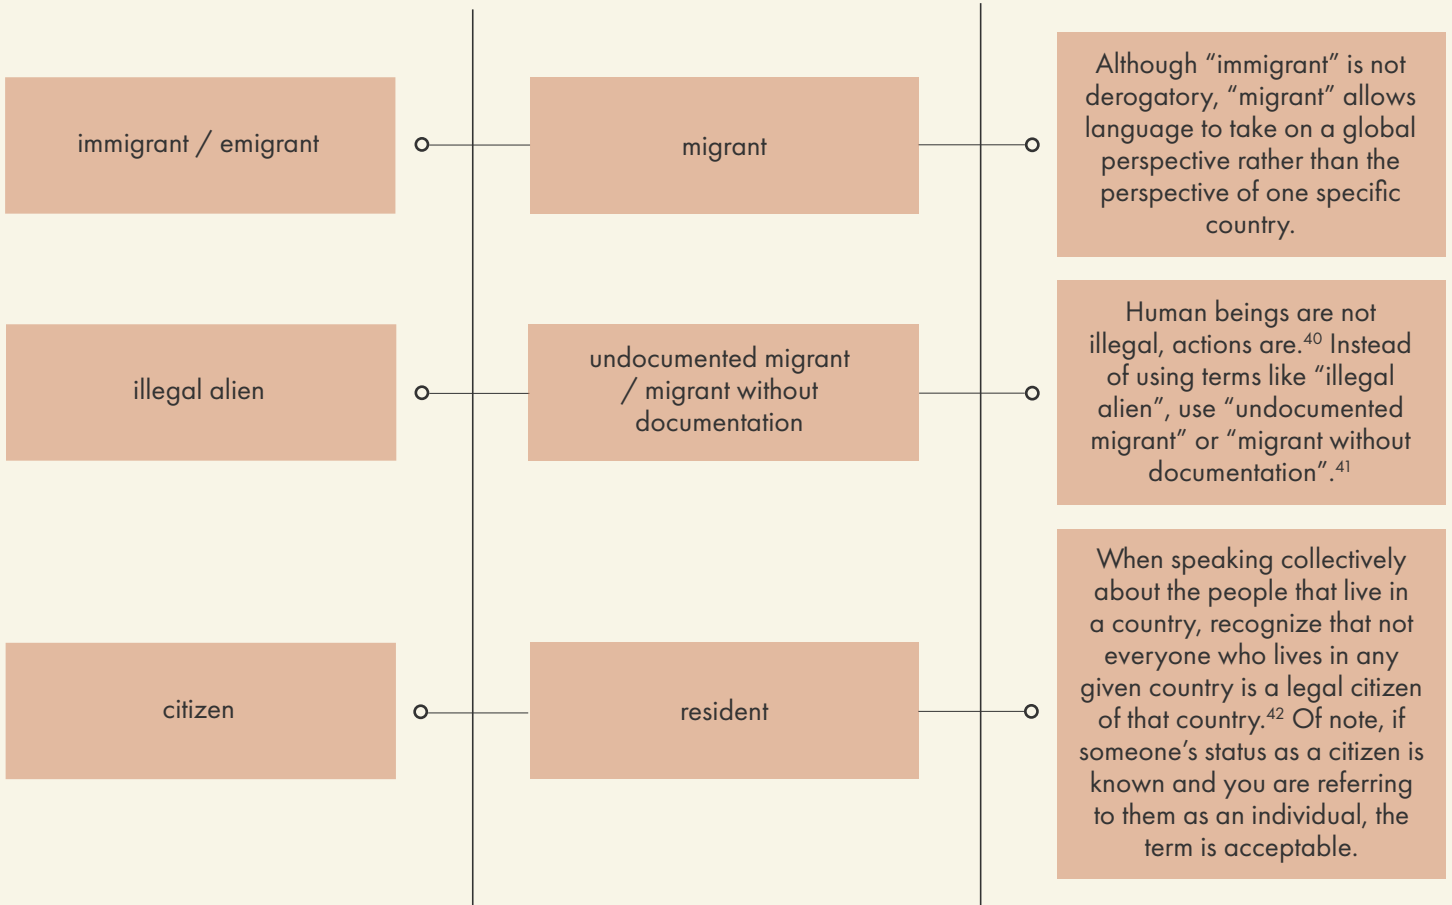 immigrant / emigrant
migrant
Although “immigrant” is not
derogatory, “migrant” allows
language to take on a global
perspective rather than the
perspective of one specific
country.
illegal alien
undocumented migrant
/ migrant without
documentation
Human beings are not
illegal, actions are.40 Instead
of using terms like “illegal
alien”, use “undocumented
migrant” or “migrant without
documentation”.41
citizen
resident
When speaking collectively
about the people that live in
a country, recognize that not
everyone who lives in any
given country is a legal citizen
of that country.42 Of note, if
someone’s status as a citizen is
known and you are referring
to them as an individual, the
term is acceptable.